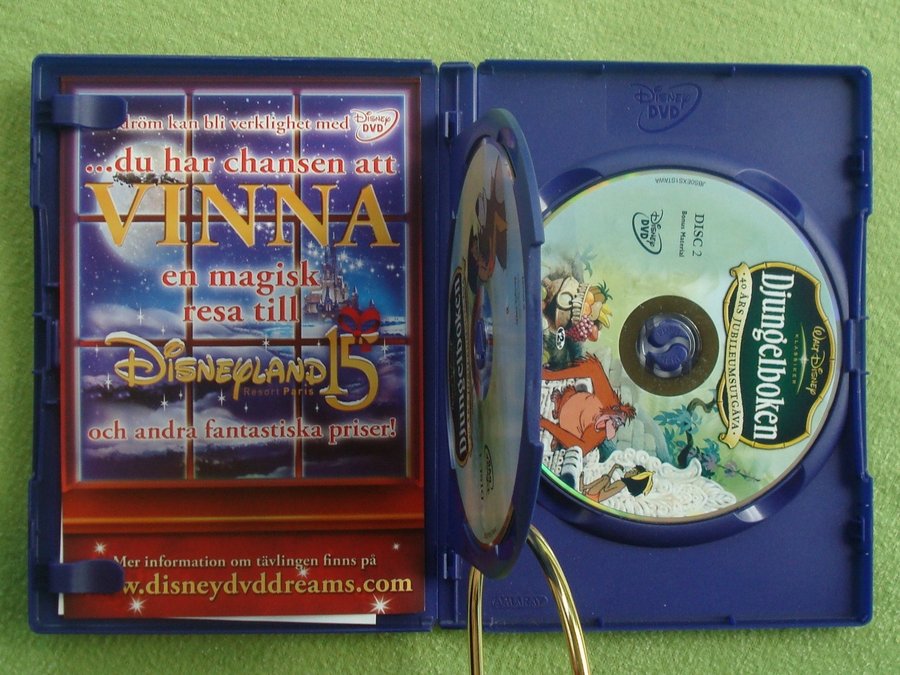 dröm kan bli verklighet med DISNEY DVD
...du har chansen att
VINNA
en magisk
resa till
DISNEYLAND 15
Resort Paris
och andra fantastiska priser!
Mer information om tävlingen finns på
w.disneydvddreams.com
Djungelboken
DISNEY
DVD
DISC 2
Bonus Material
DISNEY
DVD
WALT DISNEY
KLASSIKER
Djungelboken
40 ÅRS JUBILEUMSUTGÅVA
AMARAY